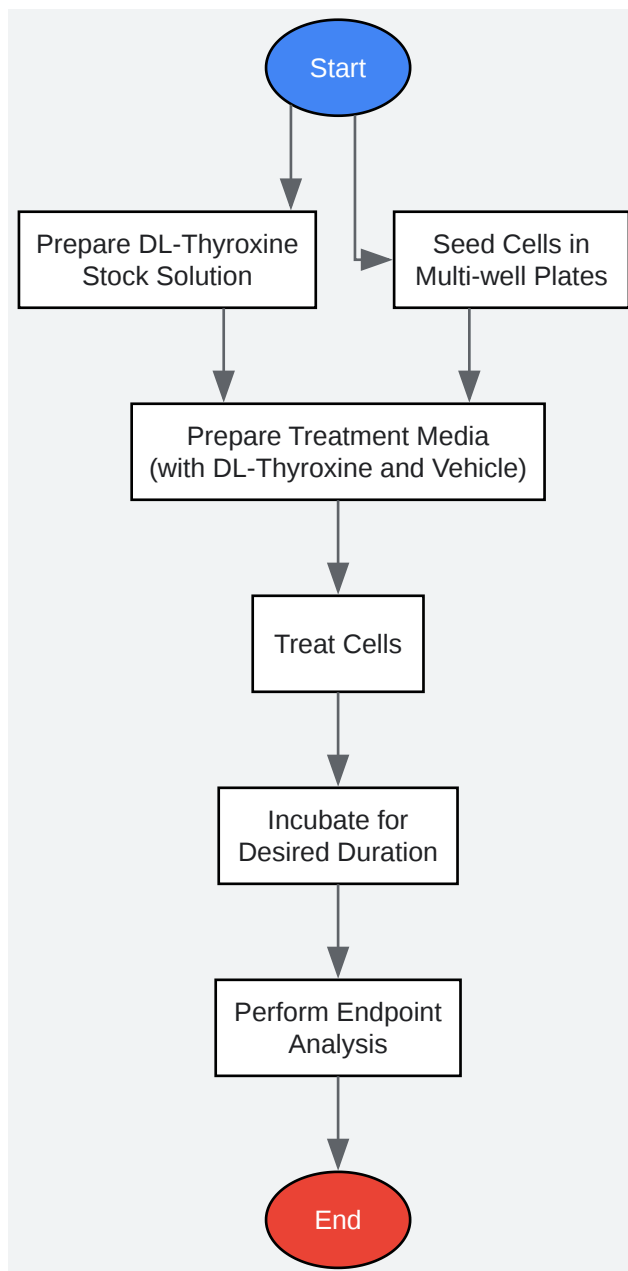 Start
Prepare DL-Thyroxine
Stock Solution
Seed Cells in
Multi-well Plates
Prepare Treatment Media
(with DL-Thyroxine and Vehicle)
Treat Cells
Incubate for
Desired Duration
Perform Endpoint
Analysis
End